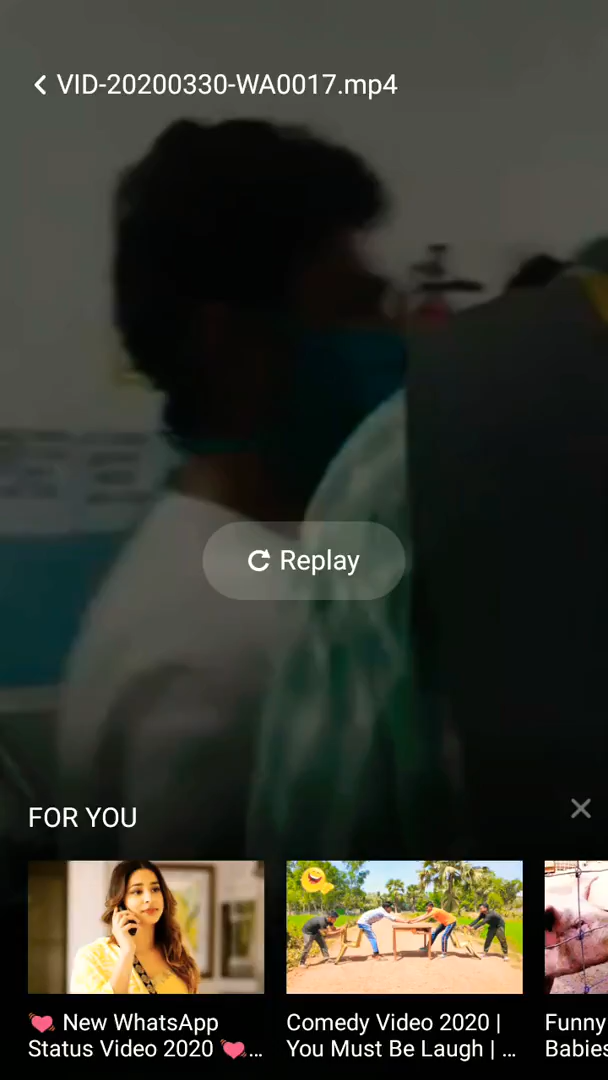 VID-20200330-WA0017.mp4
Replay
FOR YOU
💘 New WhatsApp
Status Video 2020 💘...
Comedy Video 2020 |
You Must Be Laugh | ...
Funny
Babies